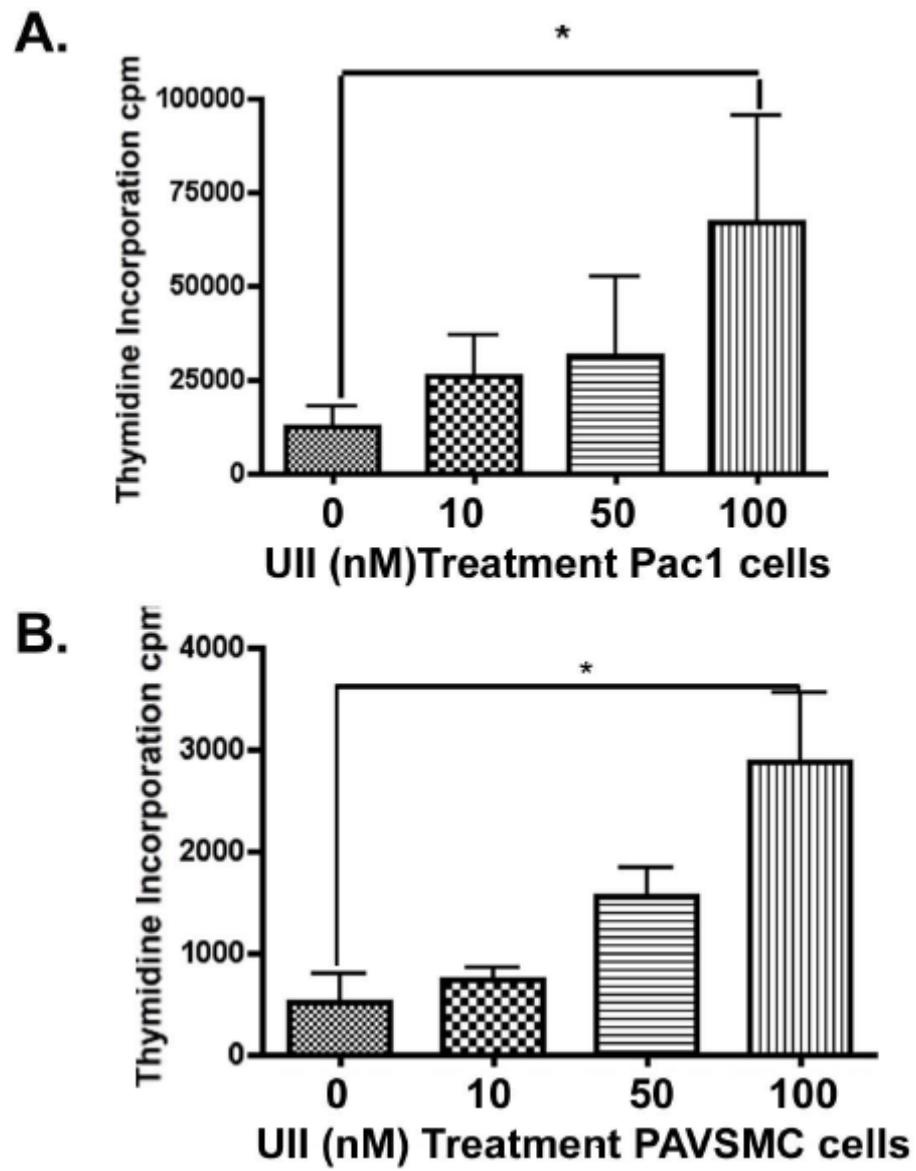 A.
*
Thymidine Incorporation cpm
100000
75000
50000
25000
0
0 10 50 100
UII (nM)Treatment Pac1 cells
B.
*
Thymidine Incorporation cpm
4000
3000
2000
1000
0
0 10 50 100
UII (nM) Treatment PAVSMC cells